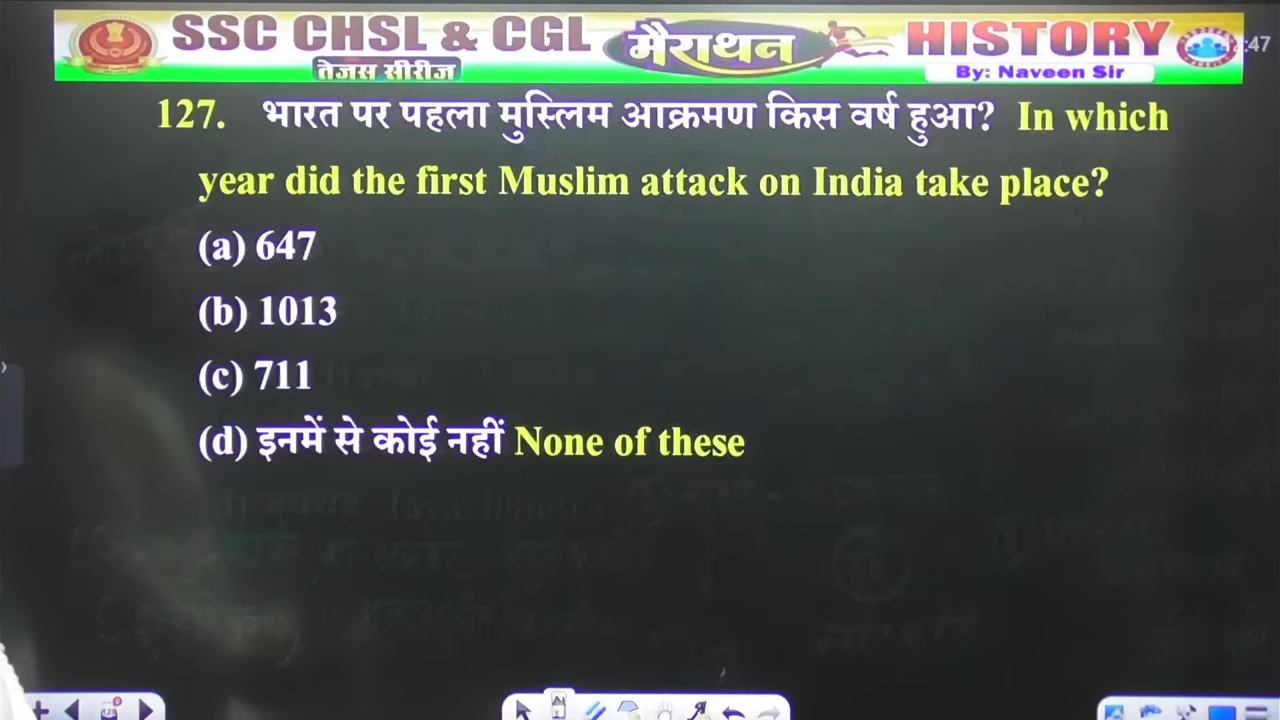 SSC CHSL & CGL
तेजस सीरीज
मैराथन
HISTORY
By: Naveen Sir
127. भारत पर पहला मुस्लिम आक्रमण किस वर्ष हुआ? In which
year did the first Muslim attack on India take place?
(a) 647
(b) 1013
(c) 711
(d) इनमें से कोई नहीं None of these